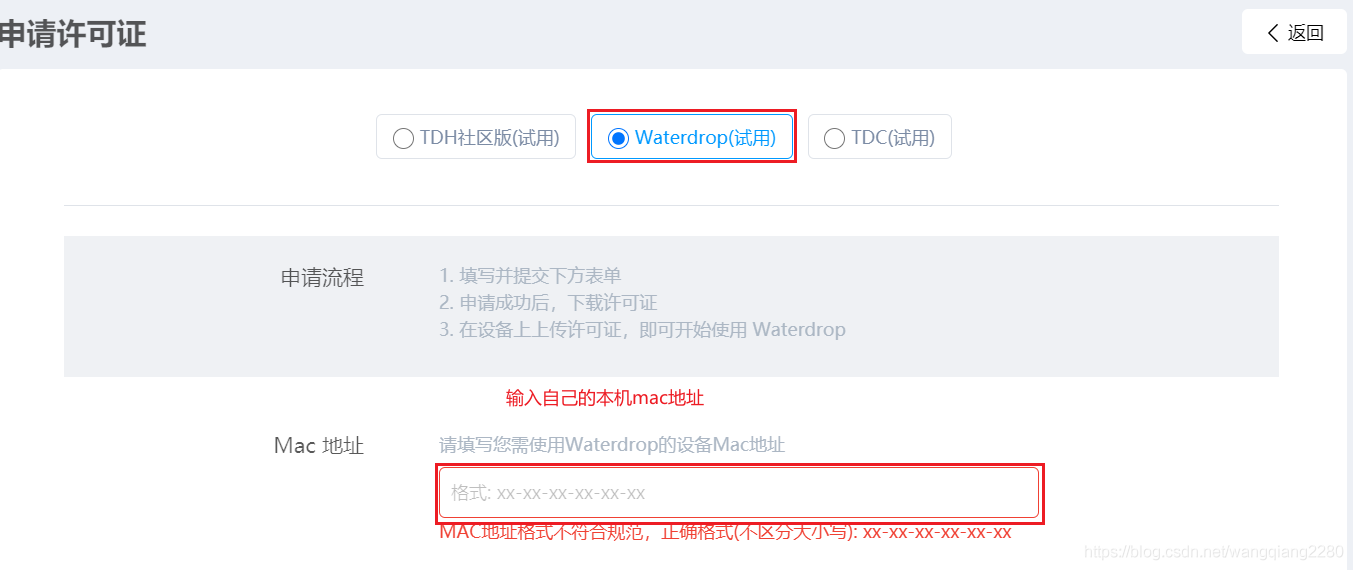 申请许可证
返回
TDH社区版(试用)
Waterdrop(试用)
TDC(试用)
申请流程
1. 填写并提交下方表单
2. 申请成功后，下载许可证
3. 在设备上上传许可证，即可开始使用 Waterdrop
输入自己的本机mac地址
Mac 地址
请填写您需使用Waterdrop的设备Mac地址
格式: xx-xx-xx-xx-xx-xx
MAC地址格式不符合规范，正确格式(不区分大小写): xx-xx-xx-xx-xx-xx
https://blog.csdn.net/wangqiang2280